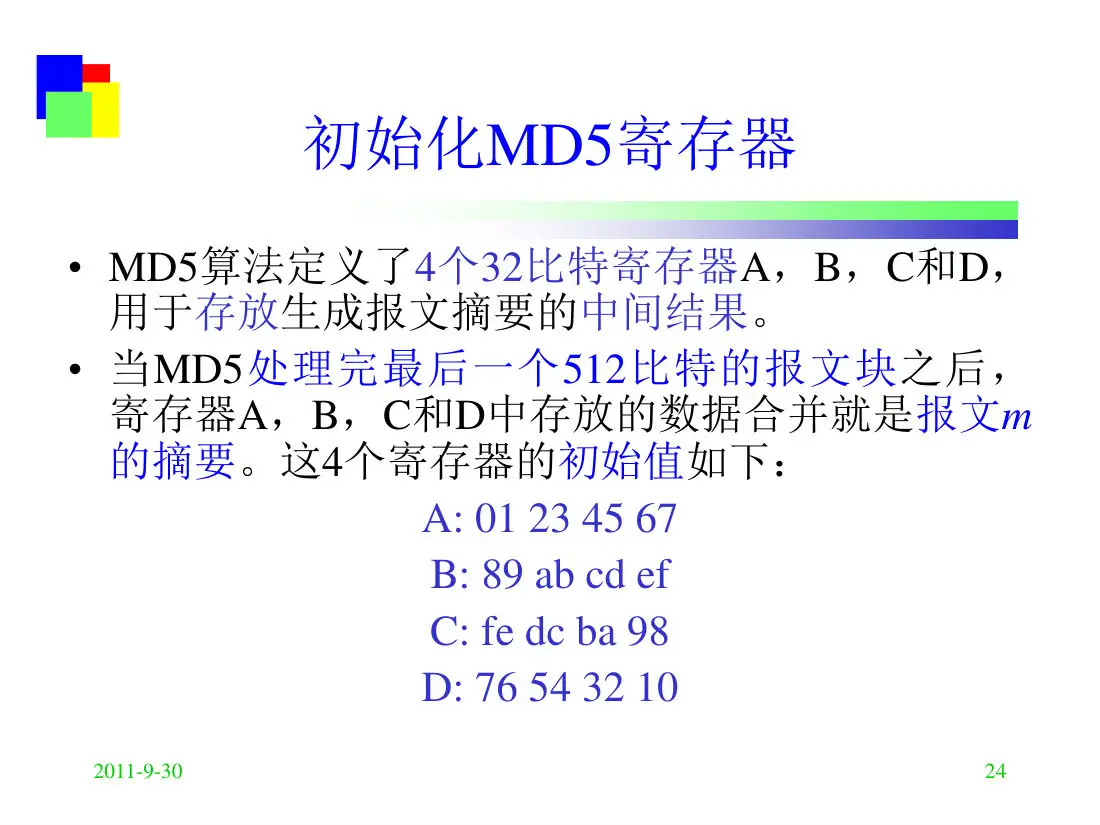 初始化MD5寄存器
• MD5算法定义了4个32比特寄存器A，B，C和D，
用于存放生成报文摘要的中间结果。
• 当MD5处理完最后一个512比特的报文块之后，
寄存器A，B，C和D中存放的数据合并就是报文m
的摘要。这4个寄存器的初始值如下：
A: 01 23 45 67
B: 89 ab cd ef
C: fe dc ba 98
D: 76 54 32 10
2011-9-30
24